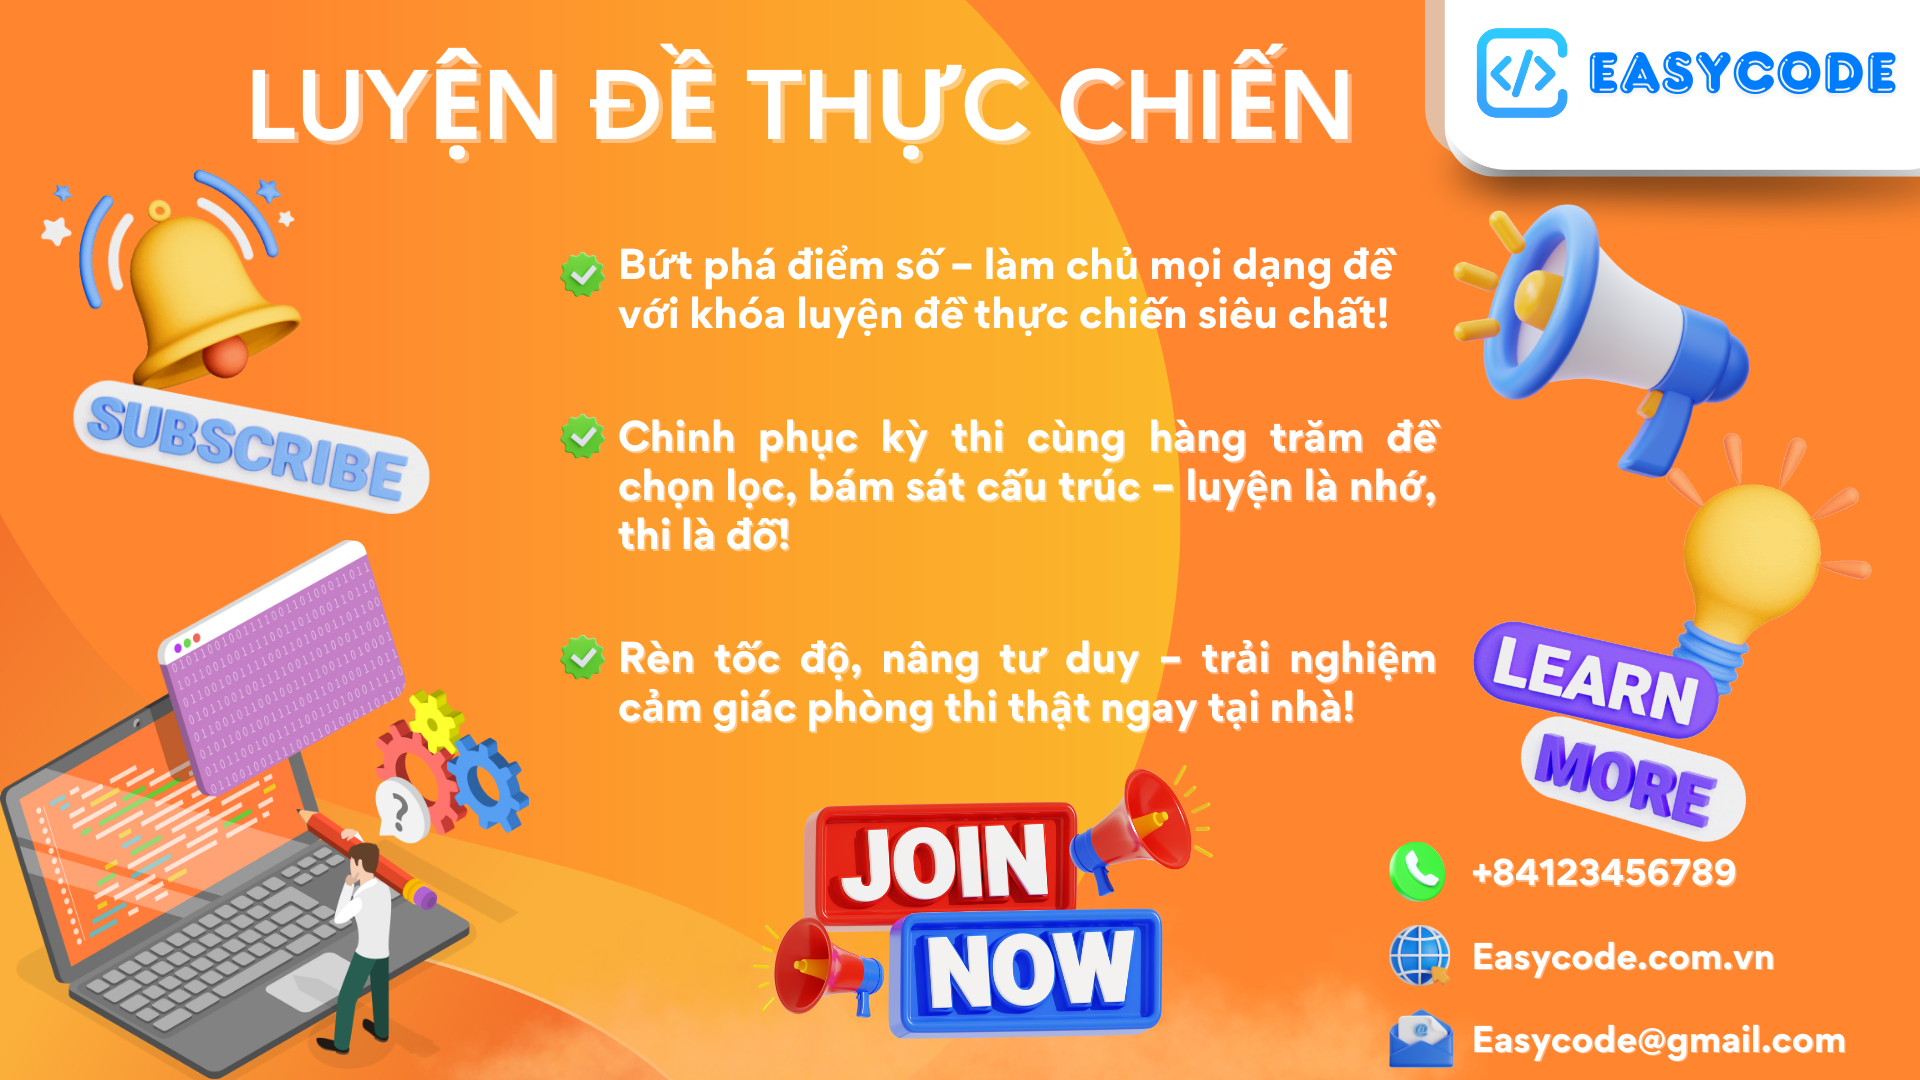 LUYỆN ĐỀ THỰC CHIẾN
</> EASYCODE
Bứt phá điểm số – làm chủ mọi dạng đề
với khóa luyện đề thực chiến siêu chất!
SUBSCRIBE
Chinh phục kỳ thi cùng hàng trăm đề
chọn lọc, bám sát cấu trúc – luyện là nhớ,
thi là đỗ!
Rèn tốc độ, nâng tư duy – trải nghiệm
cảm giác phòng thi thật ngay tại nhà!
LEARN
MORE
?
JOIN
NOW
+84123456789
Easycode.com.vn
@
Easycode@gmail.com